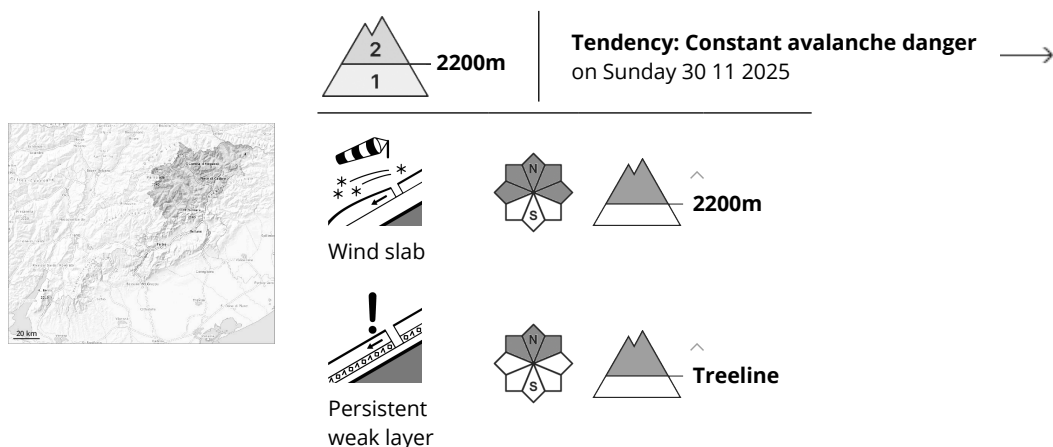 2
1
2200m
Tendency: Constant avalanche danger
on Sunday 30 11 2025
20 km
N
S
2200m
Wind slab
N
S
Treeline
Persistent
weak layer